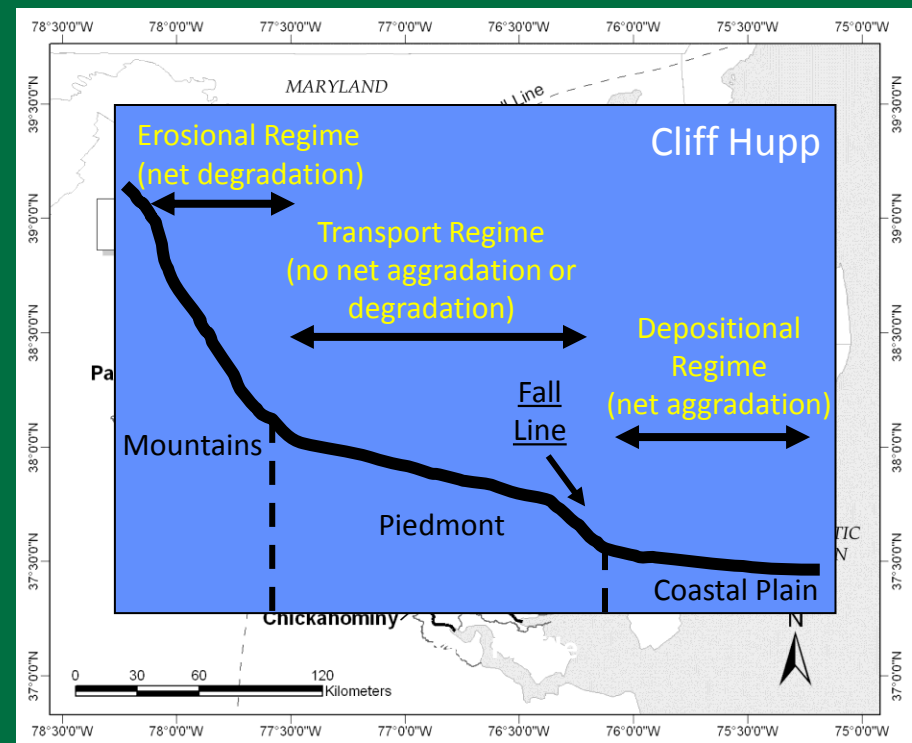 78°30'0"W 78°0'0"W 77°30'0"W 77°0'0"W 76°30'0"W 76°0'0"W 75°30'0"W 75°0'0"W
MARYLAND
Line
Erosional Regime
(net degradation)
Cliff Hupp
Transport Regime
(no net aggradation or
degradation)
Depositional
Regime
(net aggradation)
Fall
Line
Mountains
Piedmont
Coastal Plain
Pa
TIC
N
Chickahominy
N
0 30 60 120
Kilometers
39°30'0"N
39°0'0"N
38°30'0"N
38°0'0"N
37°30'0"N
37°0'0"N
39°30'0"N
39°0'0"N
38°30'0"N
38°0'0"N
37°30'0"N
37°0'0"N
78°30'0"W 78°0'0"W 77°30'0"W 77°0'0"W 76°30'0"W 76°0'0"W 75°30'0"W 75°0'0"W